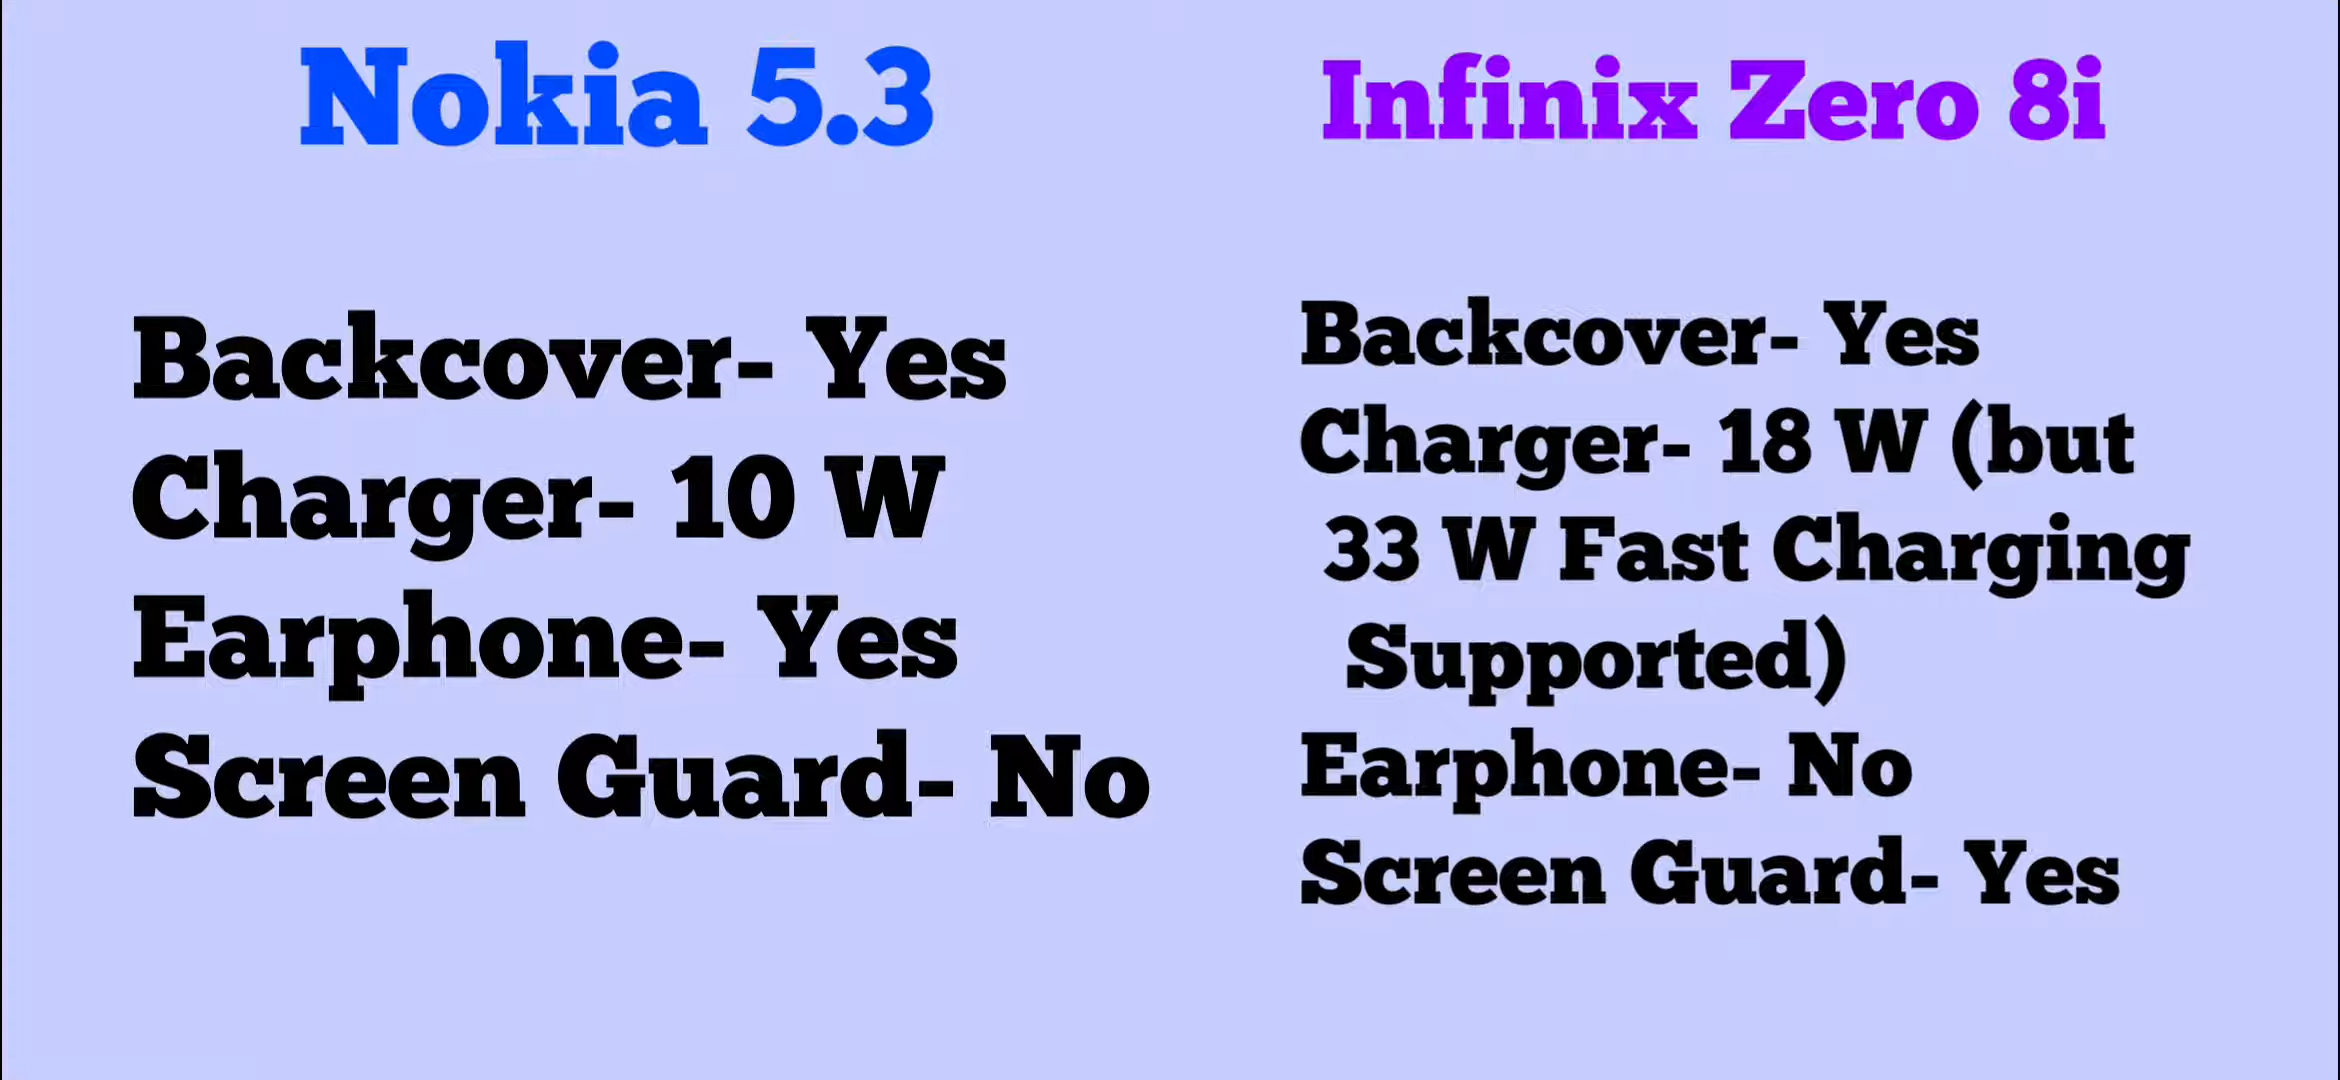 Nokia 5.3
Backcover- Yes
Charger- 10 W
Earphone- Yes
Screen Guard- No
Infinix Zero 8i
Backcover- Yes
Charger- 18 W (but
33 W Fast Charging
Supported)
Earphone- No
Screen Guard- Yes